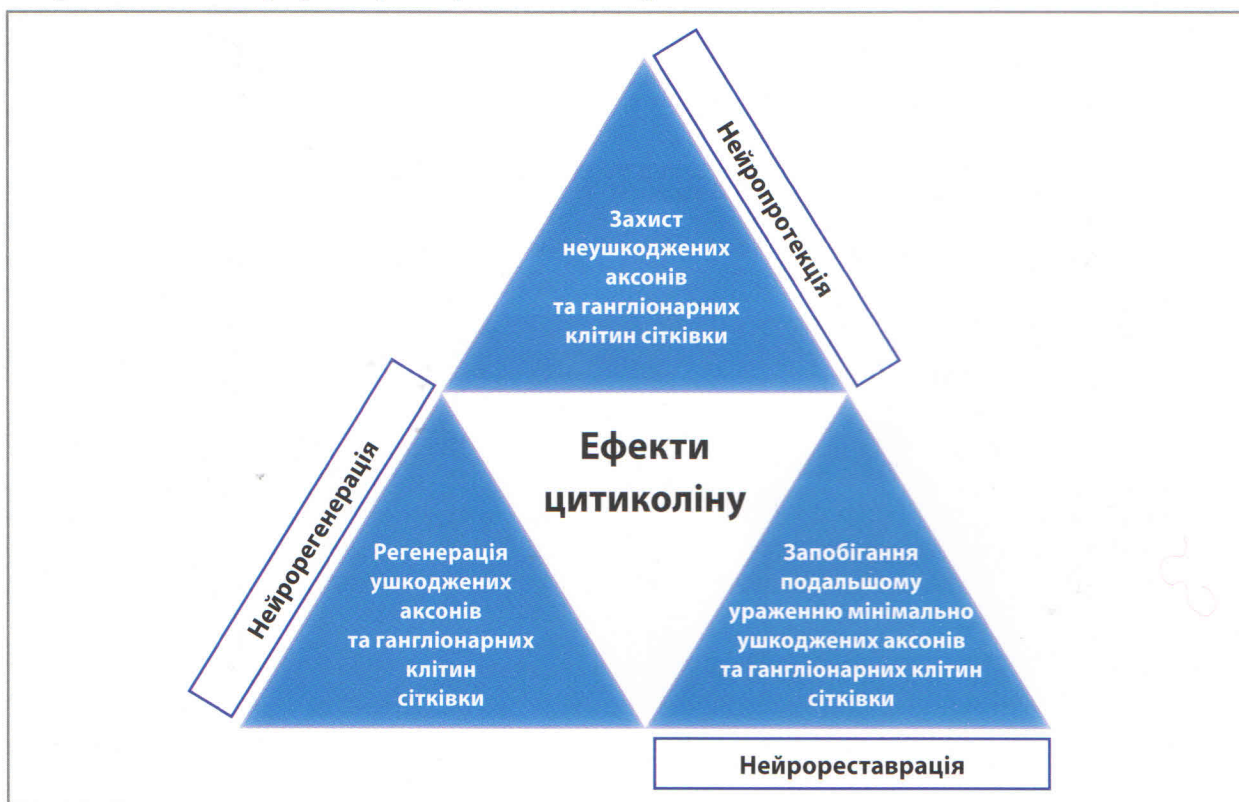 Нейропротекція
Захист
неушкоджених
аксонів
та гангліонарних
клітин сітківки
Нейрорегенерація
Ефекти
цитиколіну
Регенерація
ушкоджених
аксонів
та гангліонарних
клітин
сітківки
Запобігання
подальшому
ураженню мінімально
ушкоджених аксонів
та гангліонарних клітин
сітківки
Нейрореставрація